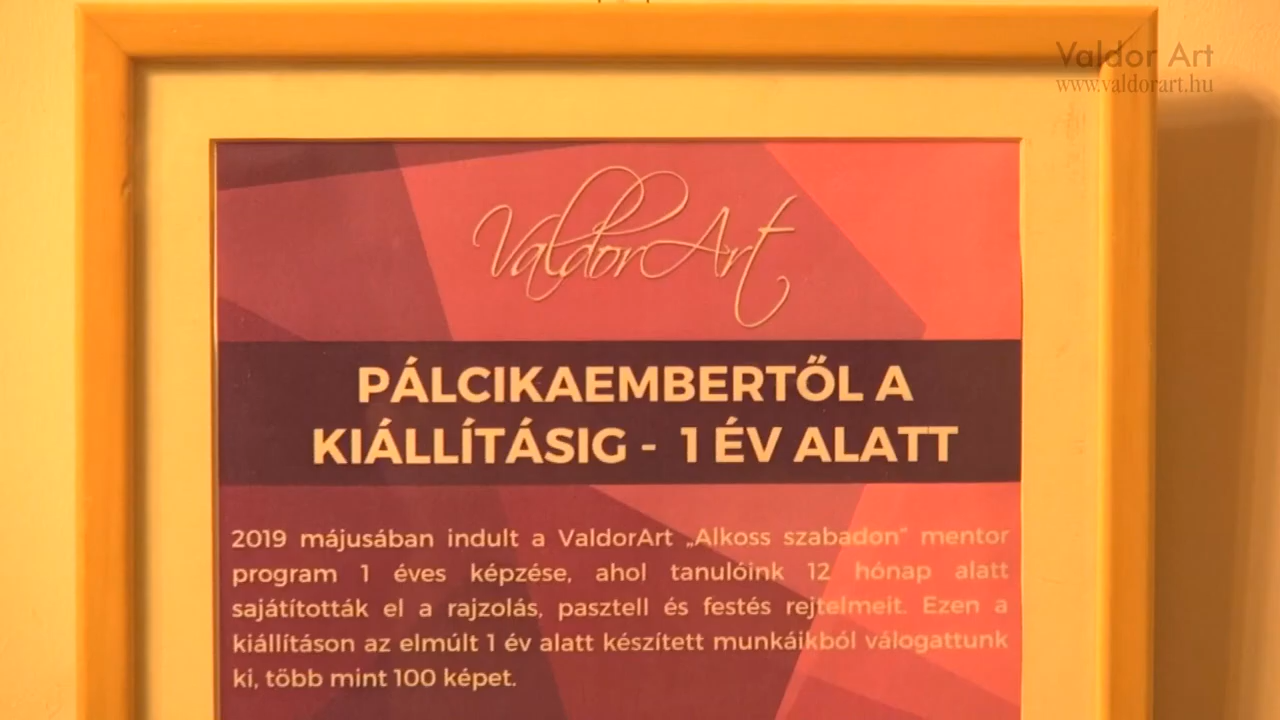 Valdor Art
www.valdorart.hu
ValdorArt
PÁLCIKAEMBERTŐL A
KIÁLLÍTÁSIG - 1 ÉV ALATT
2019 májusában indult a ValdorArt „Alkoss szabadon” mentor
program 1 éves képzése, ahol tanulóink 12 hónap alatt
sajátították el a rajzolás, pasztell és festés rejtelmeit. Ezen a
kiállításon az elmúlt 1 év alatt készített munkáikból válogattunk
ki, több mint 100 képet.